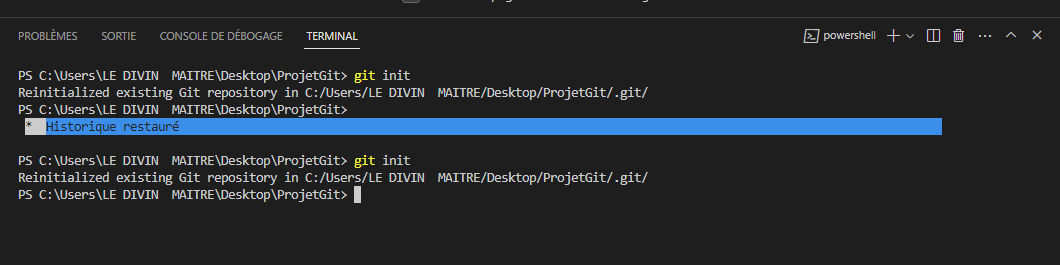 PROBLÈMES SORTIE CONSOLE DE DÉBOGAGE TERMINAL powershell
PS C:\Users\LE DIVIN  MAITRE\Desktop\ProjetGit> git init
Reinitialized existing Git repository in C:/Users/LE DIVIN  MAITRE/Desktop/ProjetGit/.git/
PS C:\Users\LE DIVIN  MAITRE\Desktop\ProjetGit>
* Historique restauré
PS C:\Users\LE DIVIN  MAITRE\Desktop\ProjetGit> git init
Reinitialized existing Git repository in C:/Users/LE DIVIN  MAITRE/Desktop/ProjetGit/.git/
PS C:\Users\LE DIVIN  MAITRE\Desktop\ProjetGit>